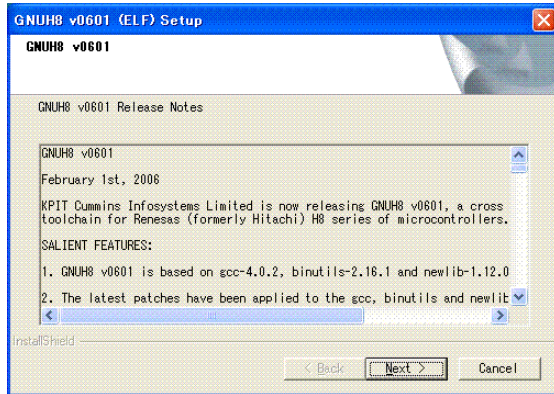 GNUH8 v0601 (ELF) Setup
GNUH8 v0601
GNUH8 v0601 Release Notes
GNUH8 v0601
February 1st, 2006
KPIT Cummins Infosystems Limited is now releasing GNUH8 v0601, a cross
toolchain for Renesas (formerly Hitachi) H8 series of microcontrollers.
SALIENT FEATURES:
1. GNUH8 v0601 is based on gcc-4.0.2, binutils-2.16.1 and newlib-1.12.0
2. The latest patches have been applied to the gcc, binutils and newlib
InstallShield
< Back Next > Cancel